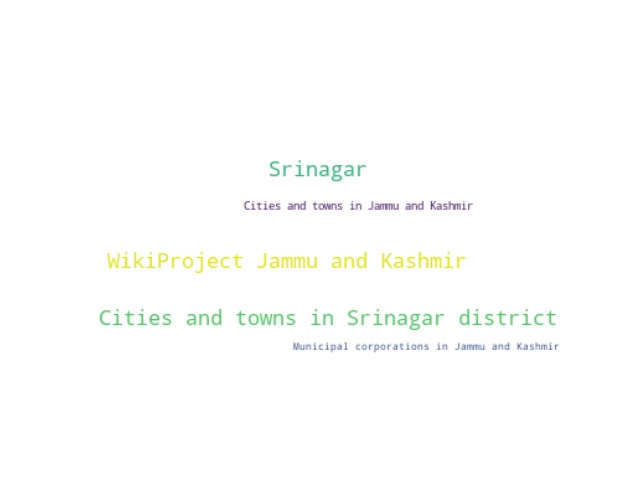 Srinagar
Cities and towns in Jammu and Kashmir
WikiProject Jammu and Kashmir
Cities and towns in Srinagar district
Municipal corporations in Jammu and Kashmir